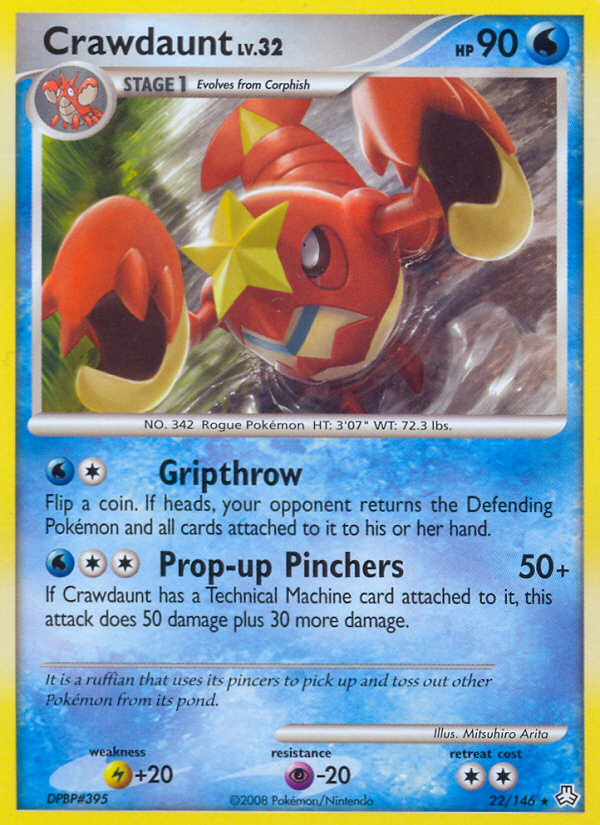 Crawdaunt LV.32 HP 90
STAGE 1 Evolves from Corphish
NO. 342 Rogue Pokémon HT: 3'07" WT: 72.3 lbs.
Gripthrow
Flip a coin. If heads, your opponent returns the Defending
Pokémon and all cards attached to it to his or her hand.
Prop-up Pinchers 50+
If Crawdaunt has a Technical Machine card attached to it, this
attack does 50 damage plus 30 more damage.
It is a ruffian that uses its pincers to pick up and toss out other
Pokémon from its pond.
Illus. Mitsuhiro Arita
weakness resistance retreat cost
+20 -20
DPBP#395 ©2008 Pokémon/Nintendo 22/146 ★